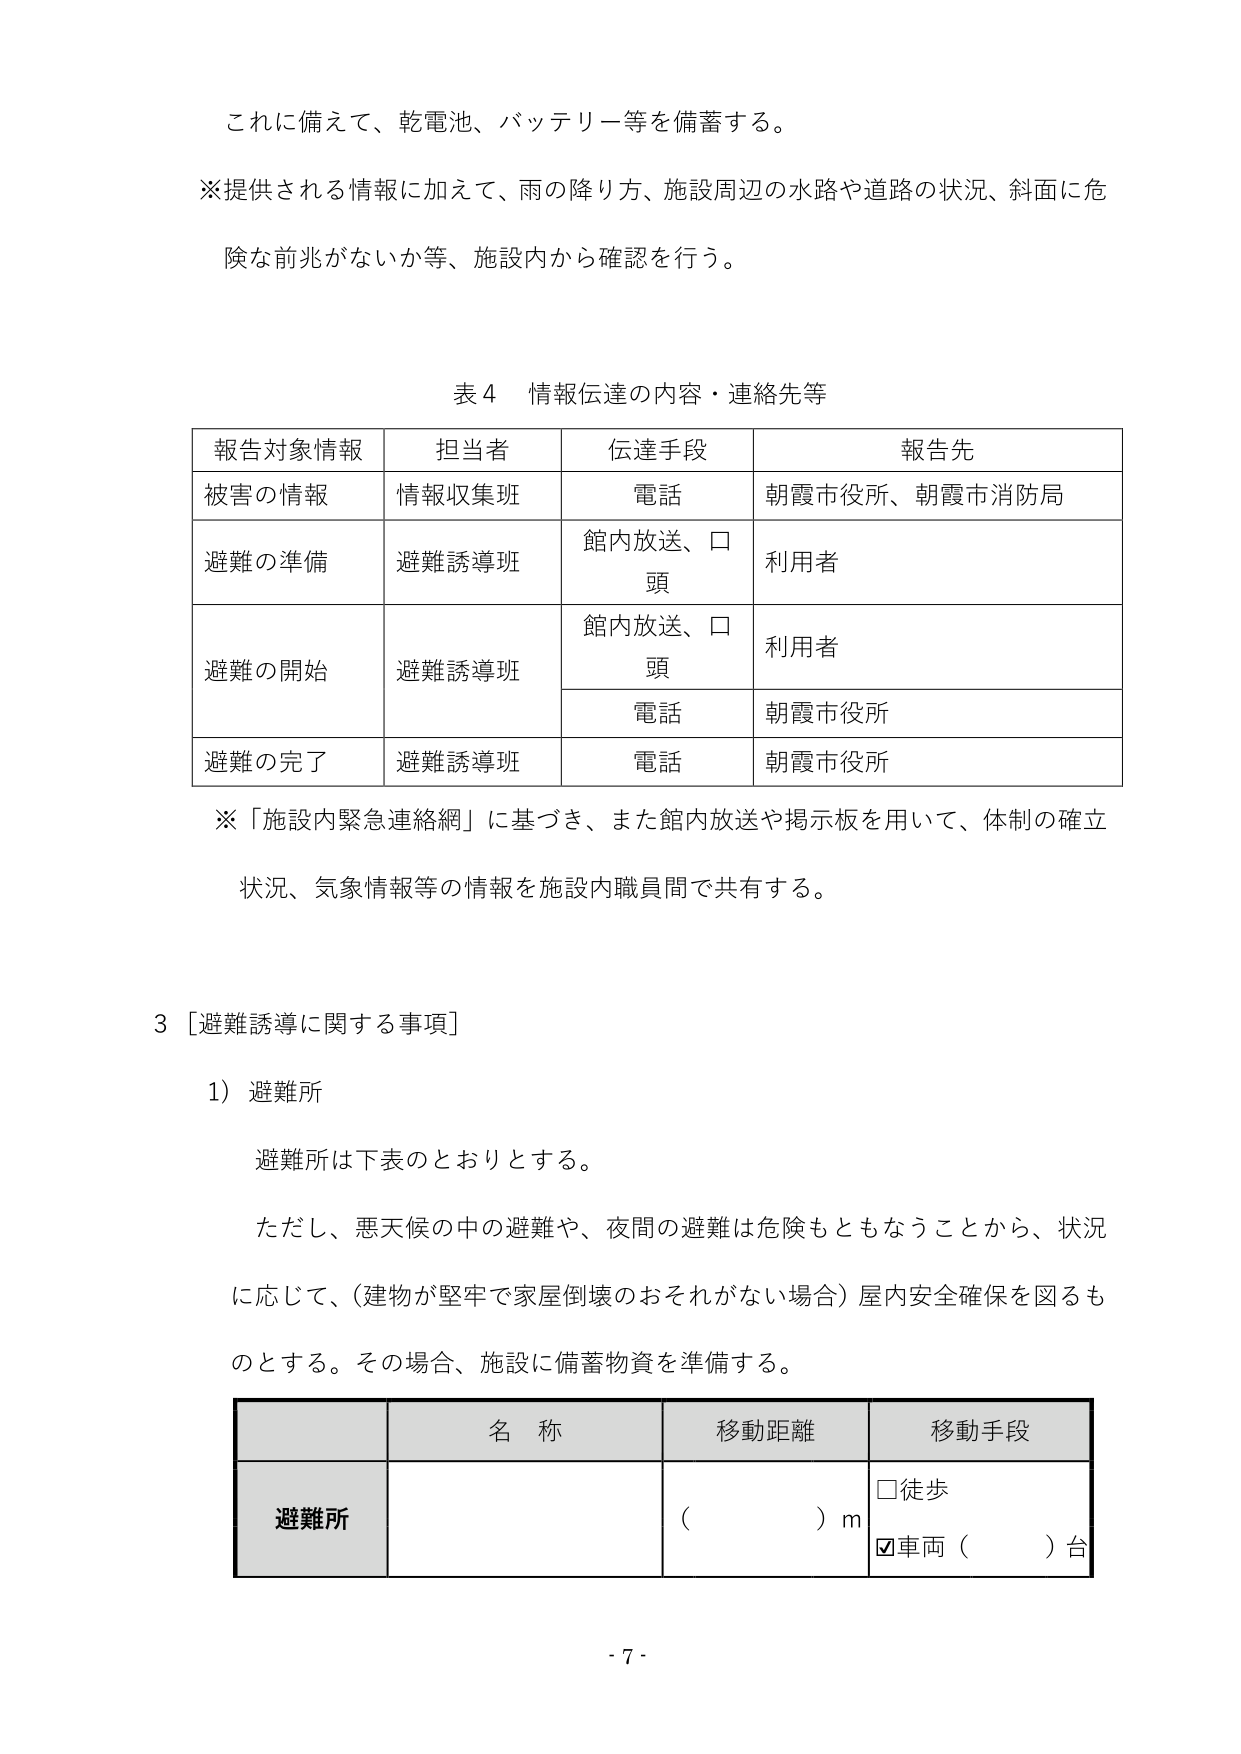 これに備えて、乾電池、バッテリー等を備蓄する。
※提供される情報に加えて、雨の降り方、施設周辺の水路や道路の状況、斜面に危
険な前兆がないか等、施設内から確認を行う。
表４　情報伝達の内容・連絡先等
報告対象情報　担当者　伝達手段　報告先
被害の情報　情報収集班　電話　朝霞市役所、朝霞市消防局
避難の準備　避難誘導班　館内放送、口
頭　利用者
避難の開始　避難誘導班　館内放送、口
頭　利用者
電話　朝霞市役所
避難の完了　避難誘導班　電話　朝霞市役所
※「施設内緊急連絡網」に基づき、また館内放送や掲示板を用いて、体制の確立
状況、気象情報等の情報を施設内職員間で共有する。
3［避難誘導に関する事項］
1) 避難所
避難所は下表のとおりとする。
ただし、悪天候の中の避難や、夜間の避難は危険もともなうことから、状況
に応じて、（建物が堅牢で家屋倒壊のおそれがない場合）屋内安全確保を図るも
のとする。その場合、施設に備蓄物資を準備する。
名　称　移動距離　移動手段
避難所　（　　　　）m　□徒歩
☑車両（　　　）台
- 7 -